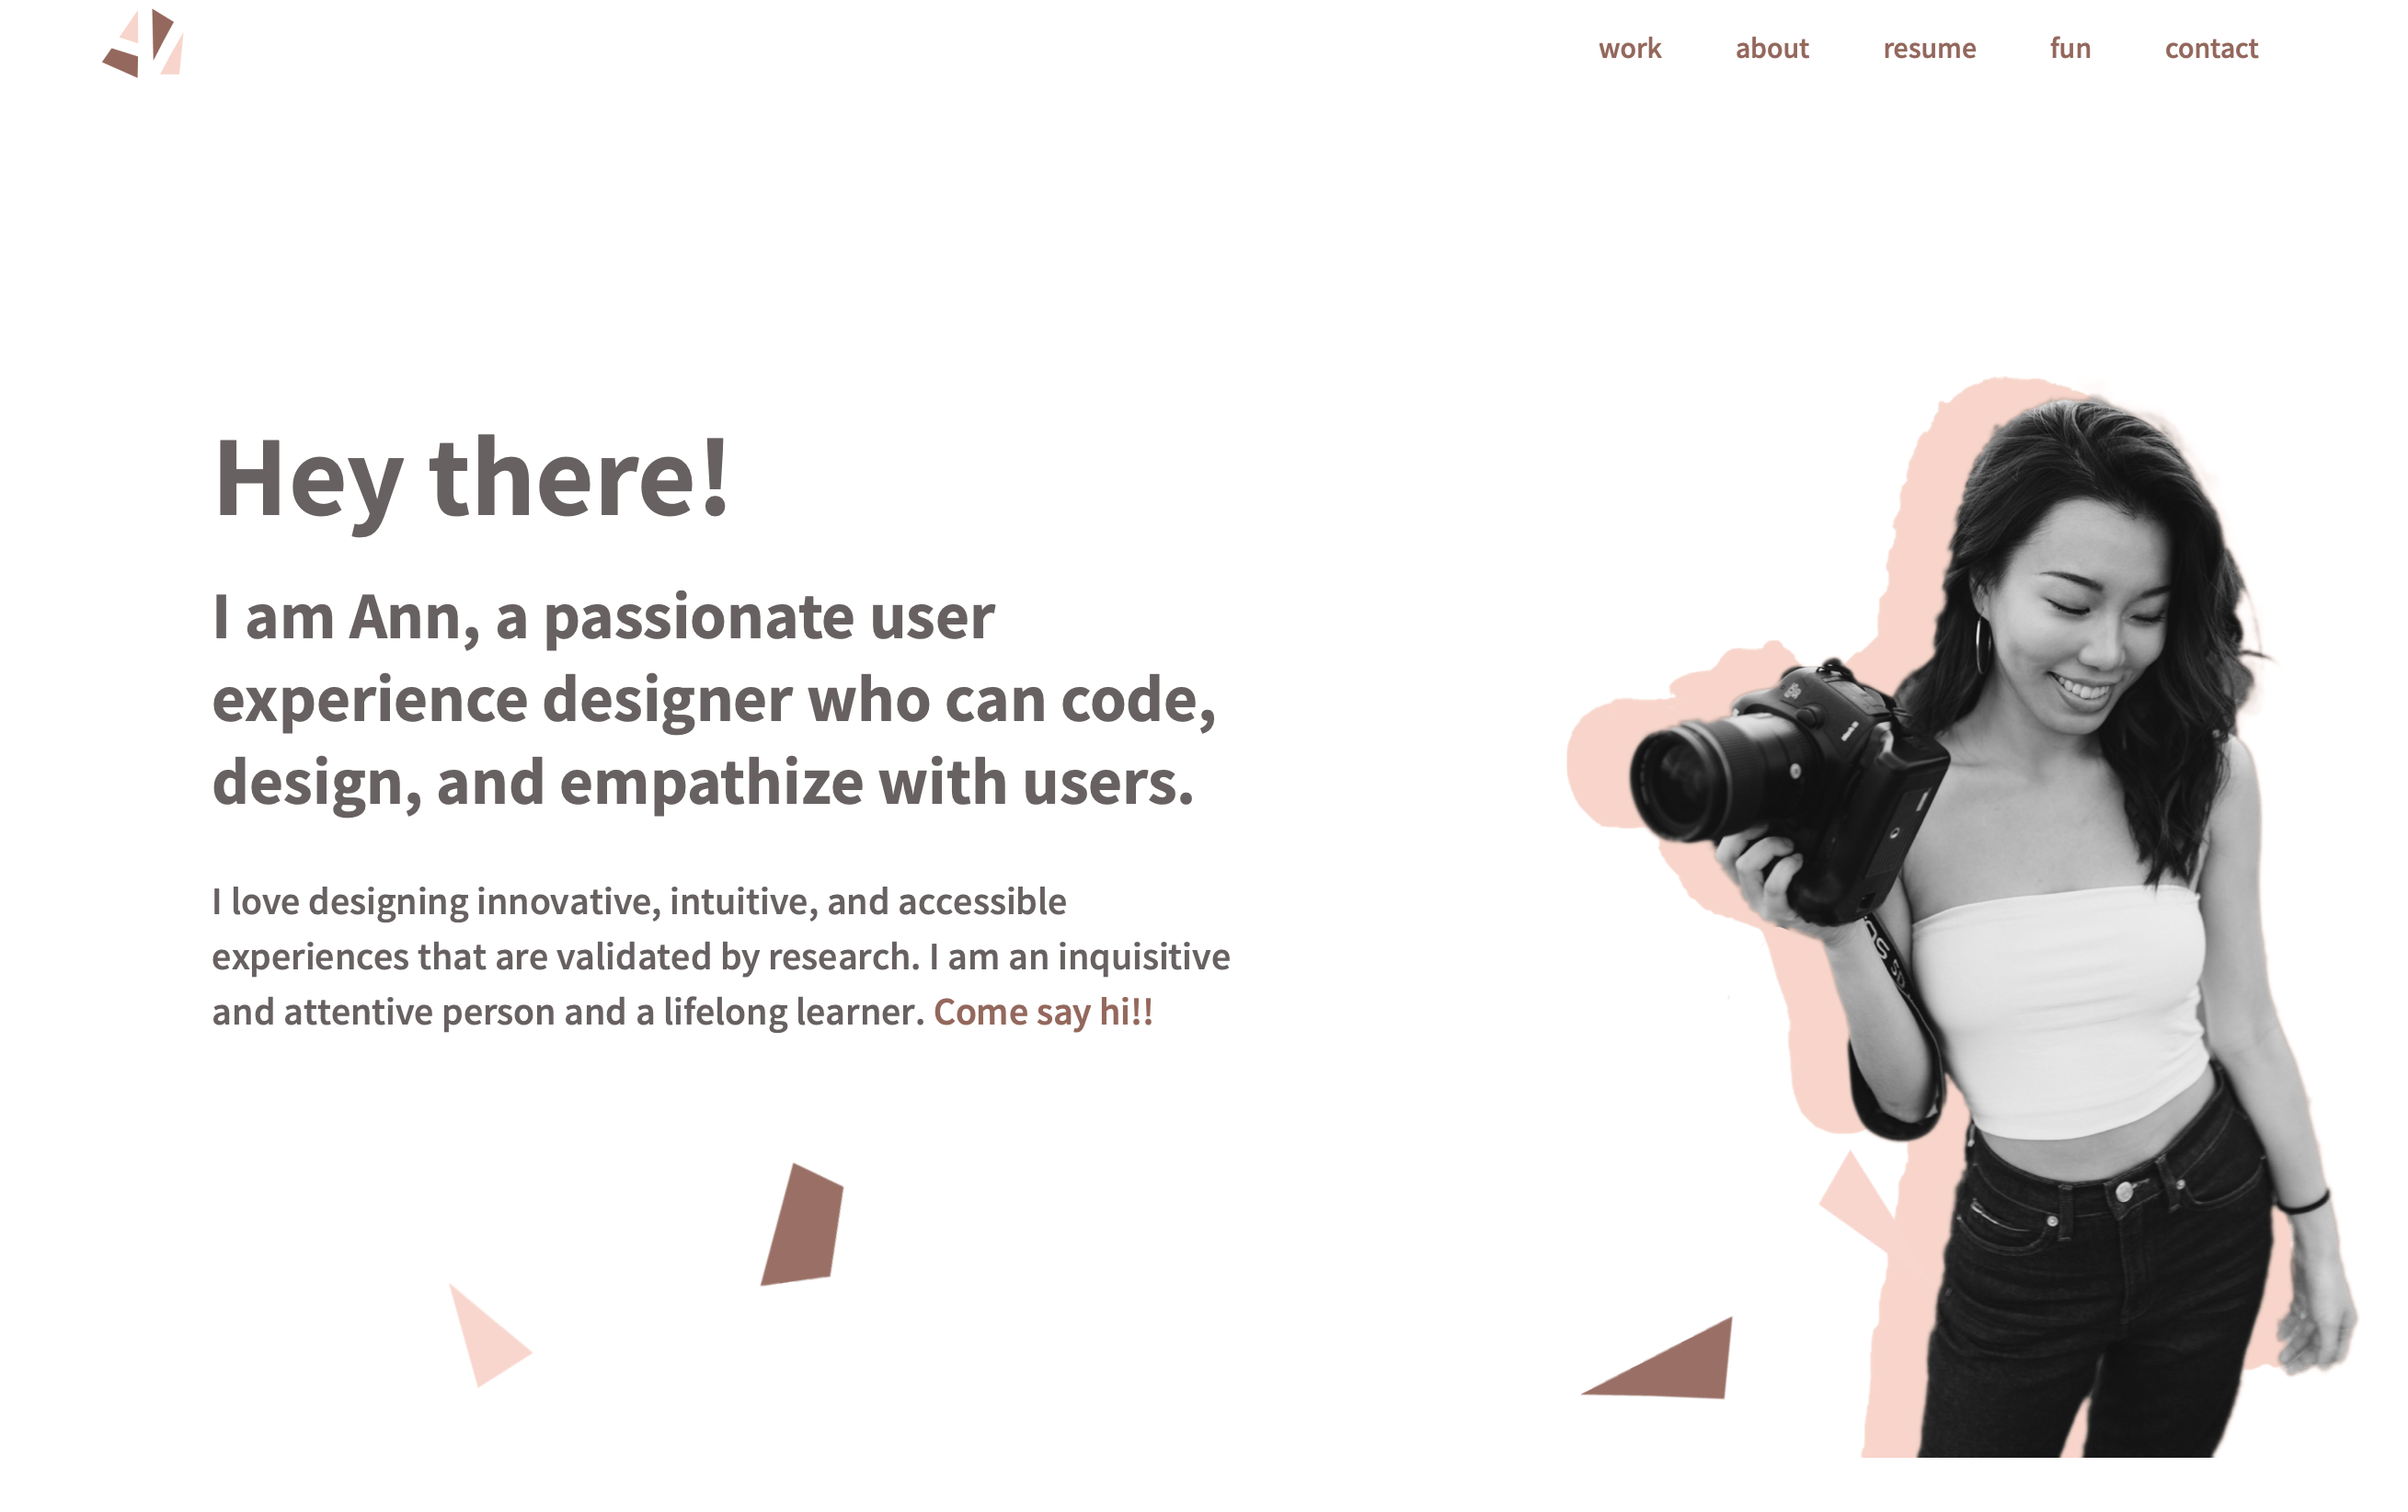 work about resume fun contact
Hey there!
I am Ann, a passionate user
experience designer who can code,
design, and empathize with users.
I love designing innovative, intuitive, and accessible
experiences that are validated by research. I am an inquisitive
and attentive person and a lifelong learner. Come say hi!!